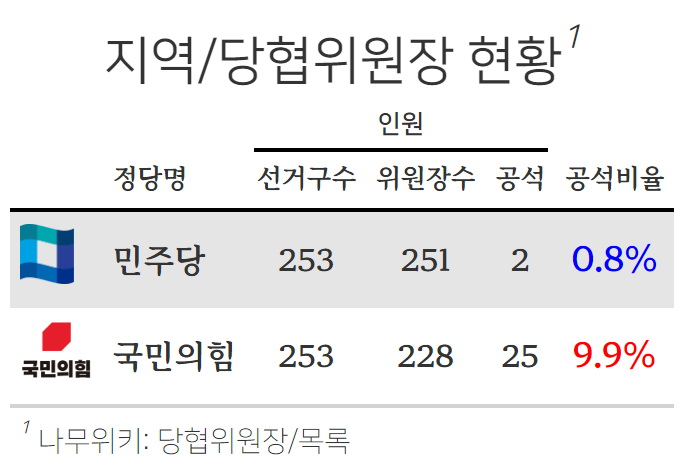 지역/당협위원장 현황1
인원
정당명 선거구수 위원장수 공석 공석비율
민주당 253 251 2 0.8%
국민의힘 국민의힘 253 228 25 9.9%
1 나무위키: 당협위원장/목록